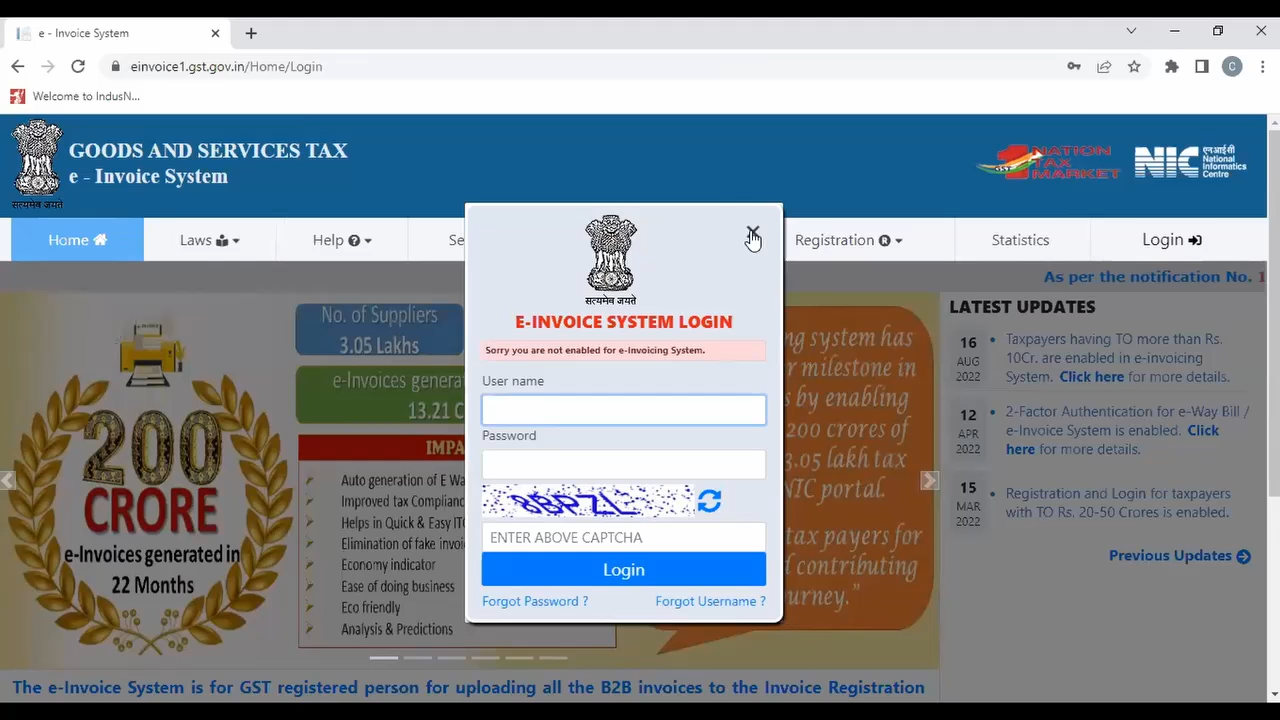 e - Invoice System
einvoice1.gst.gov.in/Home/Login
C
Welcome to IndusN...
सत्यमेव जयते
GOODS AND SERVICES TAX
e - Invoice System
1 NATION
TAX
MARKET
NIC एनआईसी
National
Informatics
Centre
Home
Laws
Help
Se
Registration
Statistics
Login
As per the notification No. 1
No. of Suppliers
3.05 Lakhs
e-Invoices genera
13.21 C
200
CRORE
e-Invoices generated in
22 Months
IMPA
Auto generation of E Wa
Improved tax Complianc
Helps in Quick & Easy IT
Elimination of fake invoi
Economy indicator
Ease of doing business
Eco friendly
Analysis & Predictions
सत्यमेव जयते
E-INVOICE SYSTEM LOGIN
Sorry you are not enabled for e-Invoicing System.
User name
Password
ENTER ABOVE CAPTCHA
Login
Forgot Password ?
Forgot Username ?
ng system has
r milestone in
s by enabling
200 crores of
3.05 lakh tax
NIC portal.
tax payers for
d contributing
urney.”
LATEST UPDATES
16
AUG
2022
Taxpayers having TO more than Rs.
10Cr. are enabled in e-invoicing
System. Click here for more details.
12
APR
2022
2-Factor Authentication for e-Way Bill /
e-Invoice System is enabled. Click
here for more details.
15
MAR
2022
Registration and Login for taxpayers
with TO Rs. 20-50 Crores is enabled.
Previous Updates
The e-Invoice System is for GST registered person for uploading all the B2B invoices to the Invoice Registration